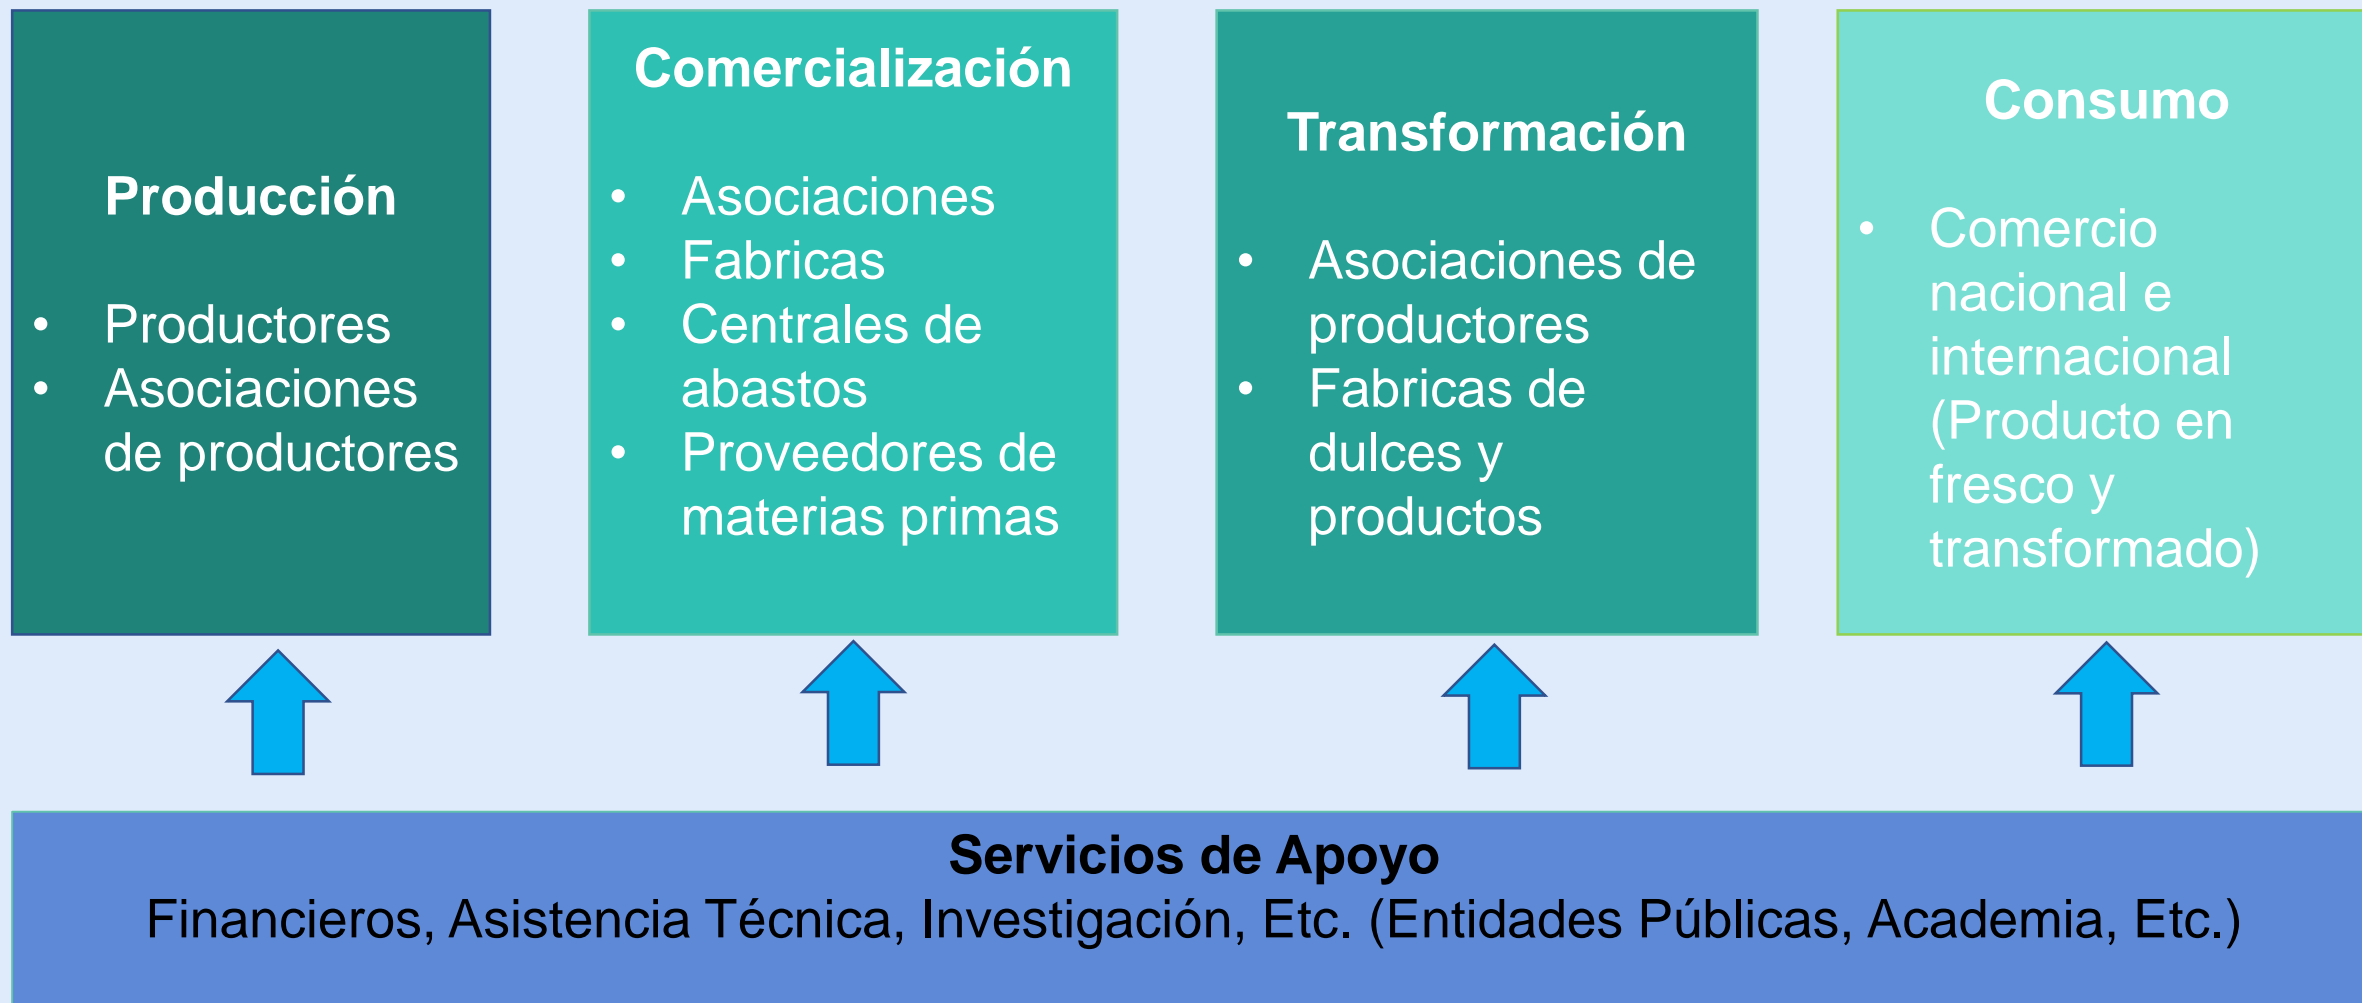 Producción
• Productores
• Asociaciones
de productores
Comercialización
• Asociaciones
• Fabricas
• Centrales de
abastos
• Proveedores de
materias primas
Transformación
• Asociaciones de
productores
• Fabricas de
dulces y
productos
Consumo
• Comercio
nacional e
internacional
(Producto en
fresco y
transformado)
Servicios de Apoyo
Financieros, Asistencia Técnica, Investigación, Etc. (Entidades Públicas, Academia, Etc.)